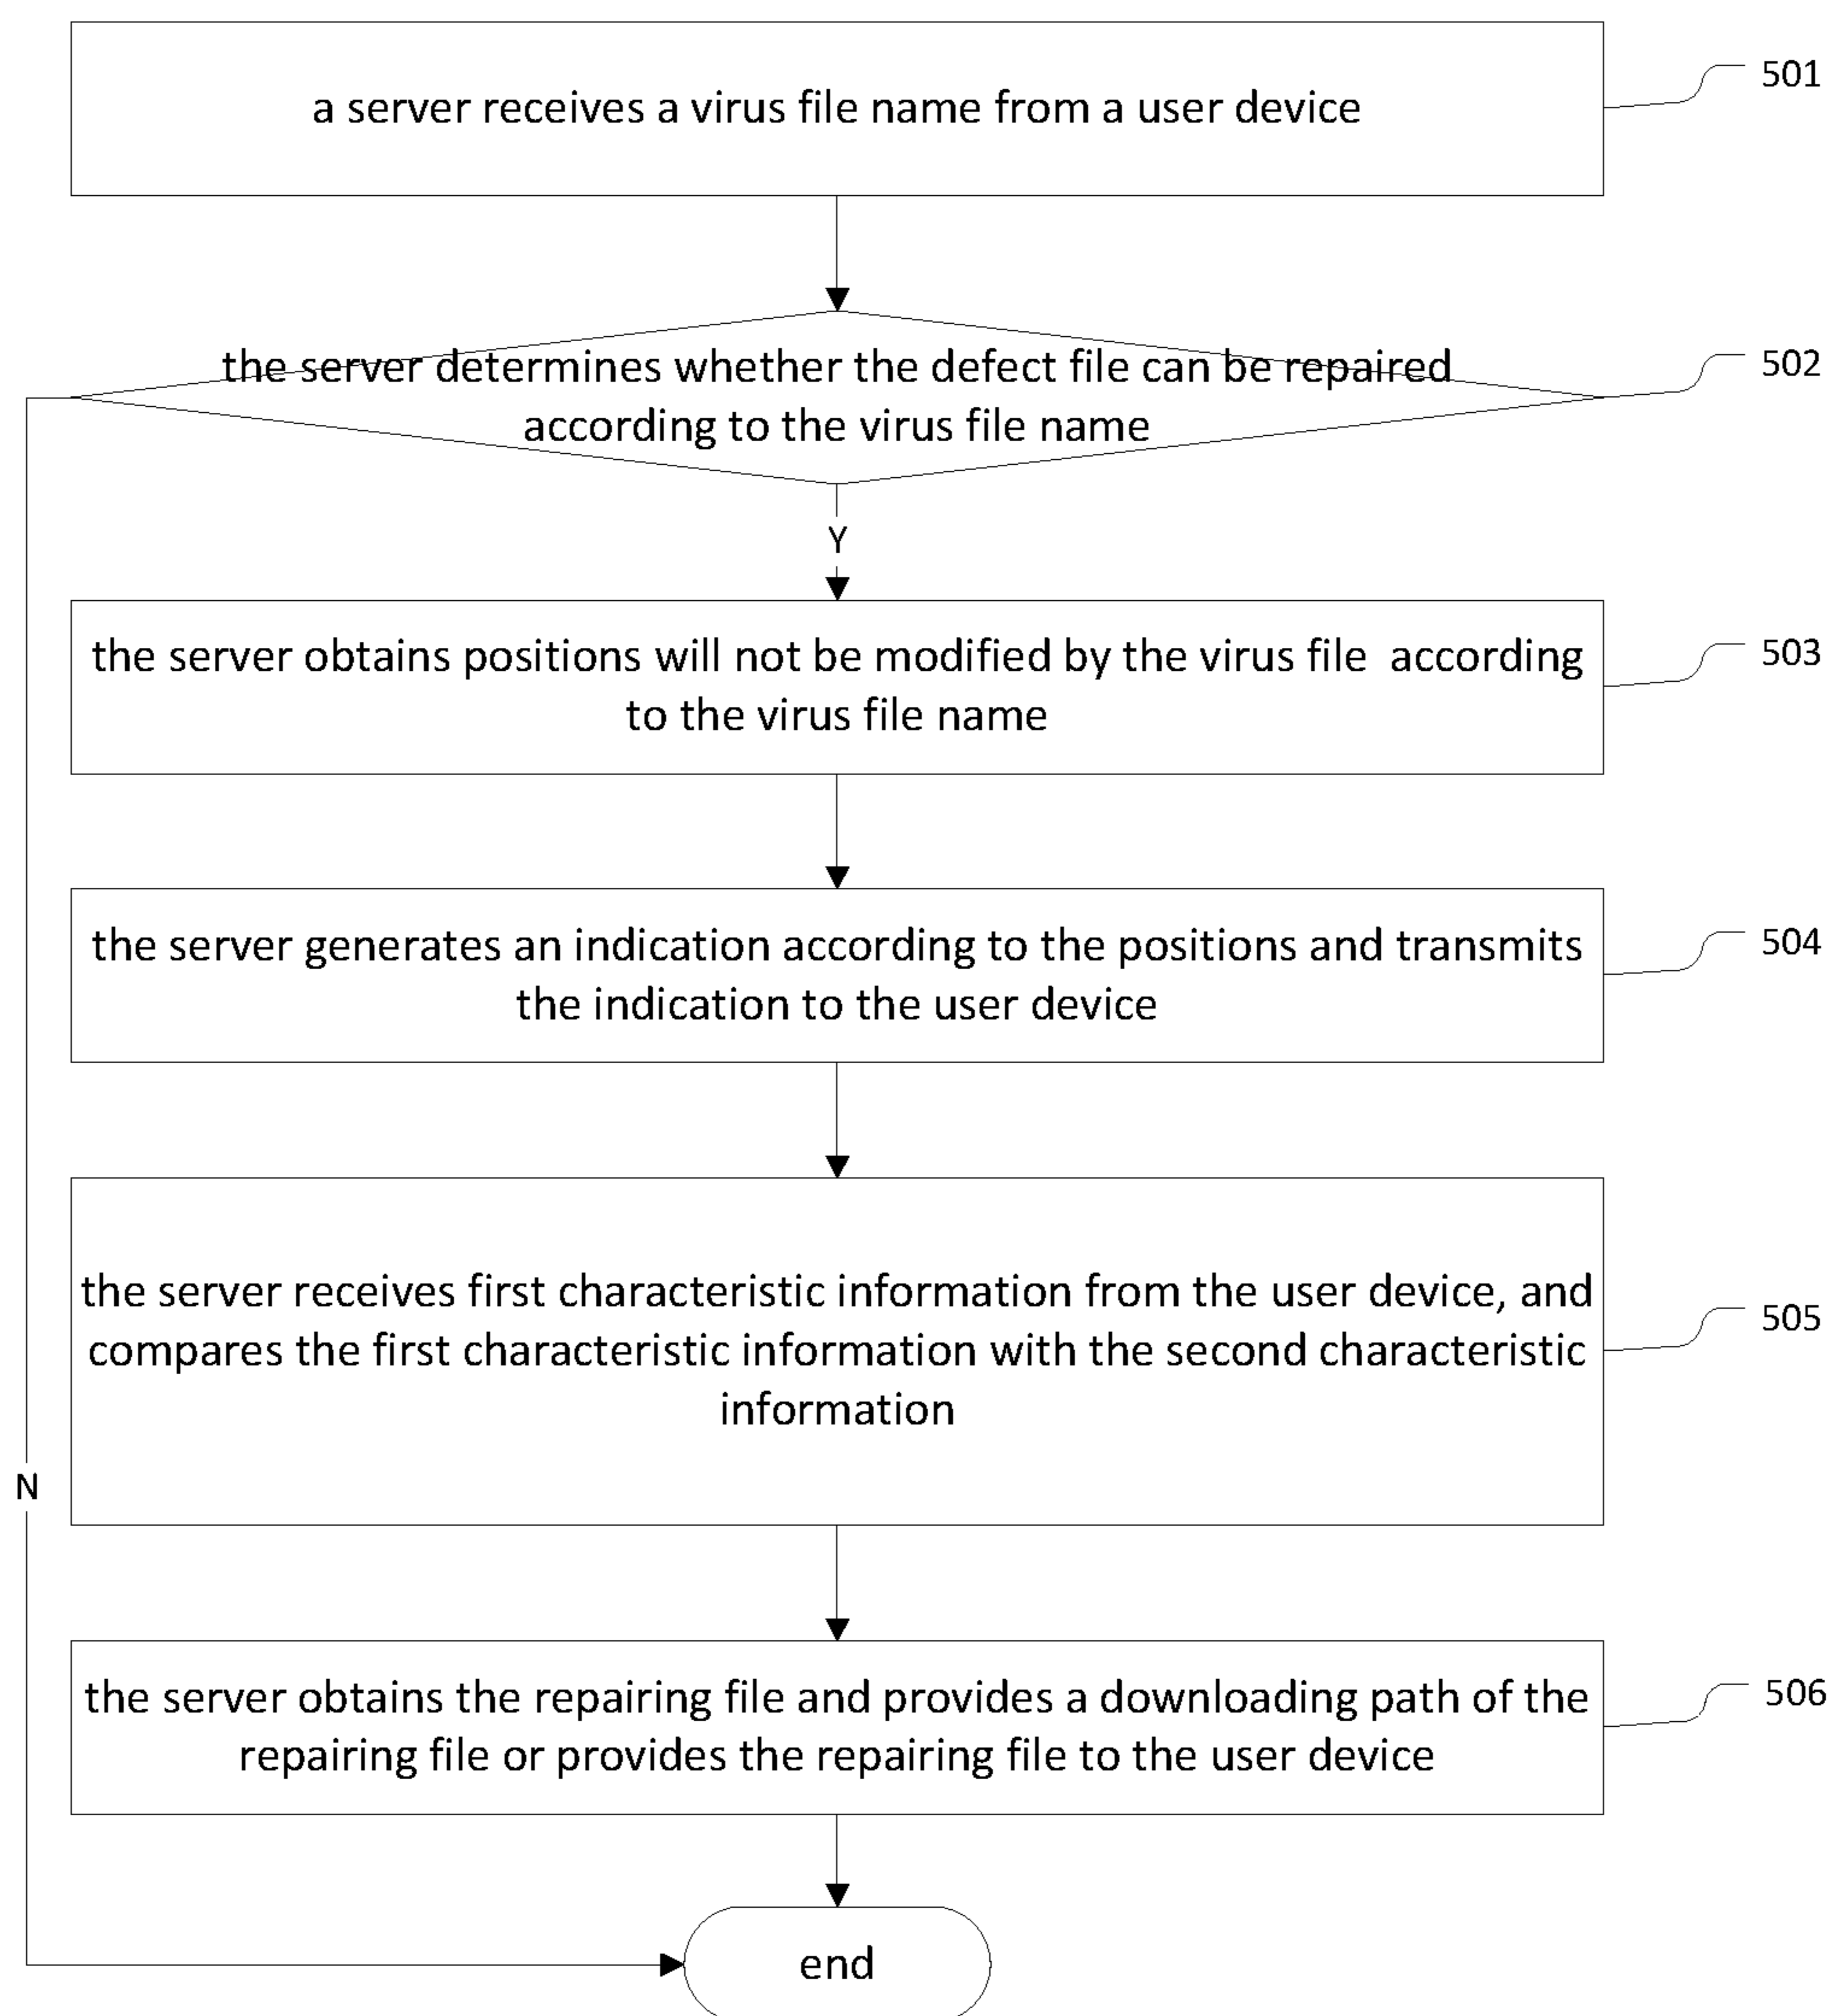 a server receives a virus file name from a user device
501
the server determines whether the defect file can be repaired
according to the virus file name
502
Y
the server obtains positions will not be modified by the virus file  according
to the virus file name
503
the server generates an indication according to the positions and transmits
the indication to the user device
504
the server receives first characteristic information from the user device, and
compares the first characteristic information with the second characteristic
information
505
N
the server obtains the repairing file and provides a downloading path of the
repairing file or provides the repairing file to the user device
506
end